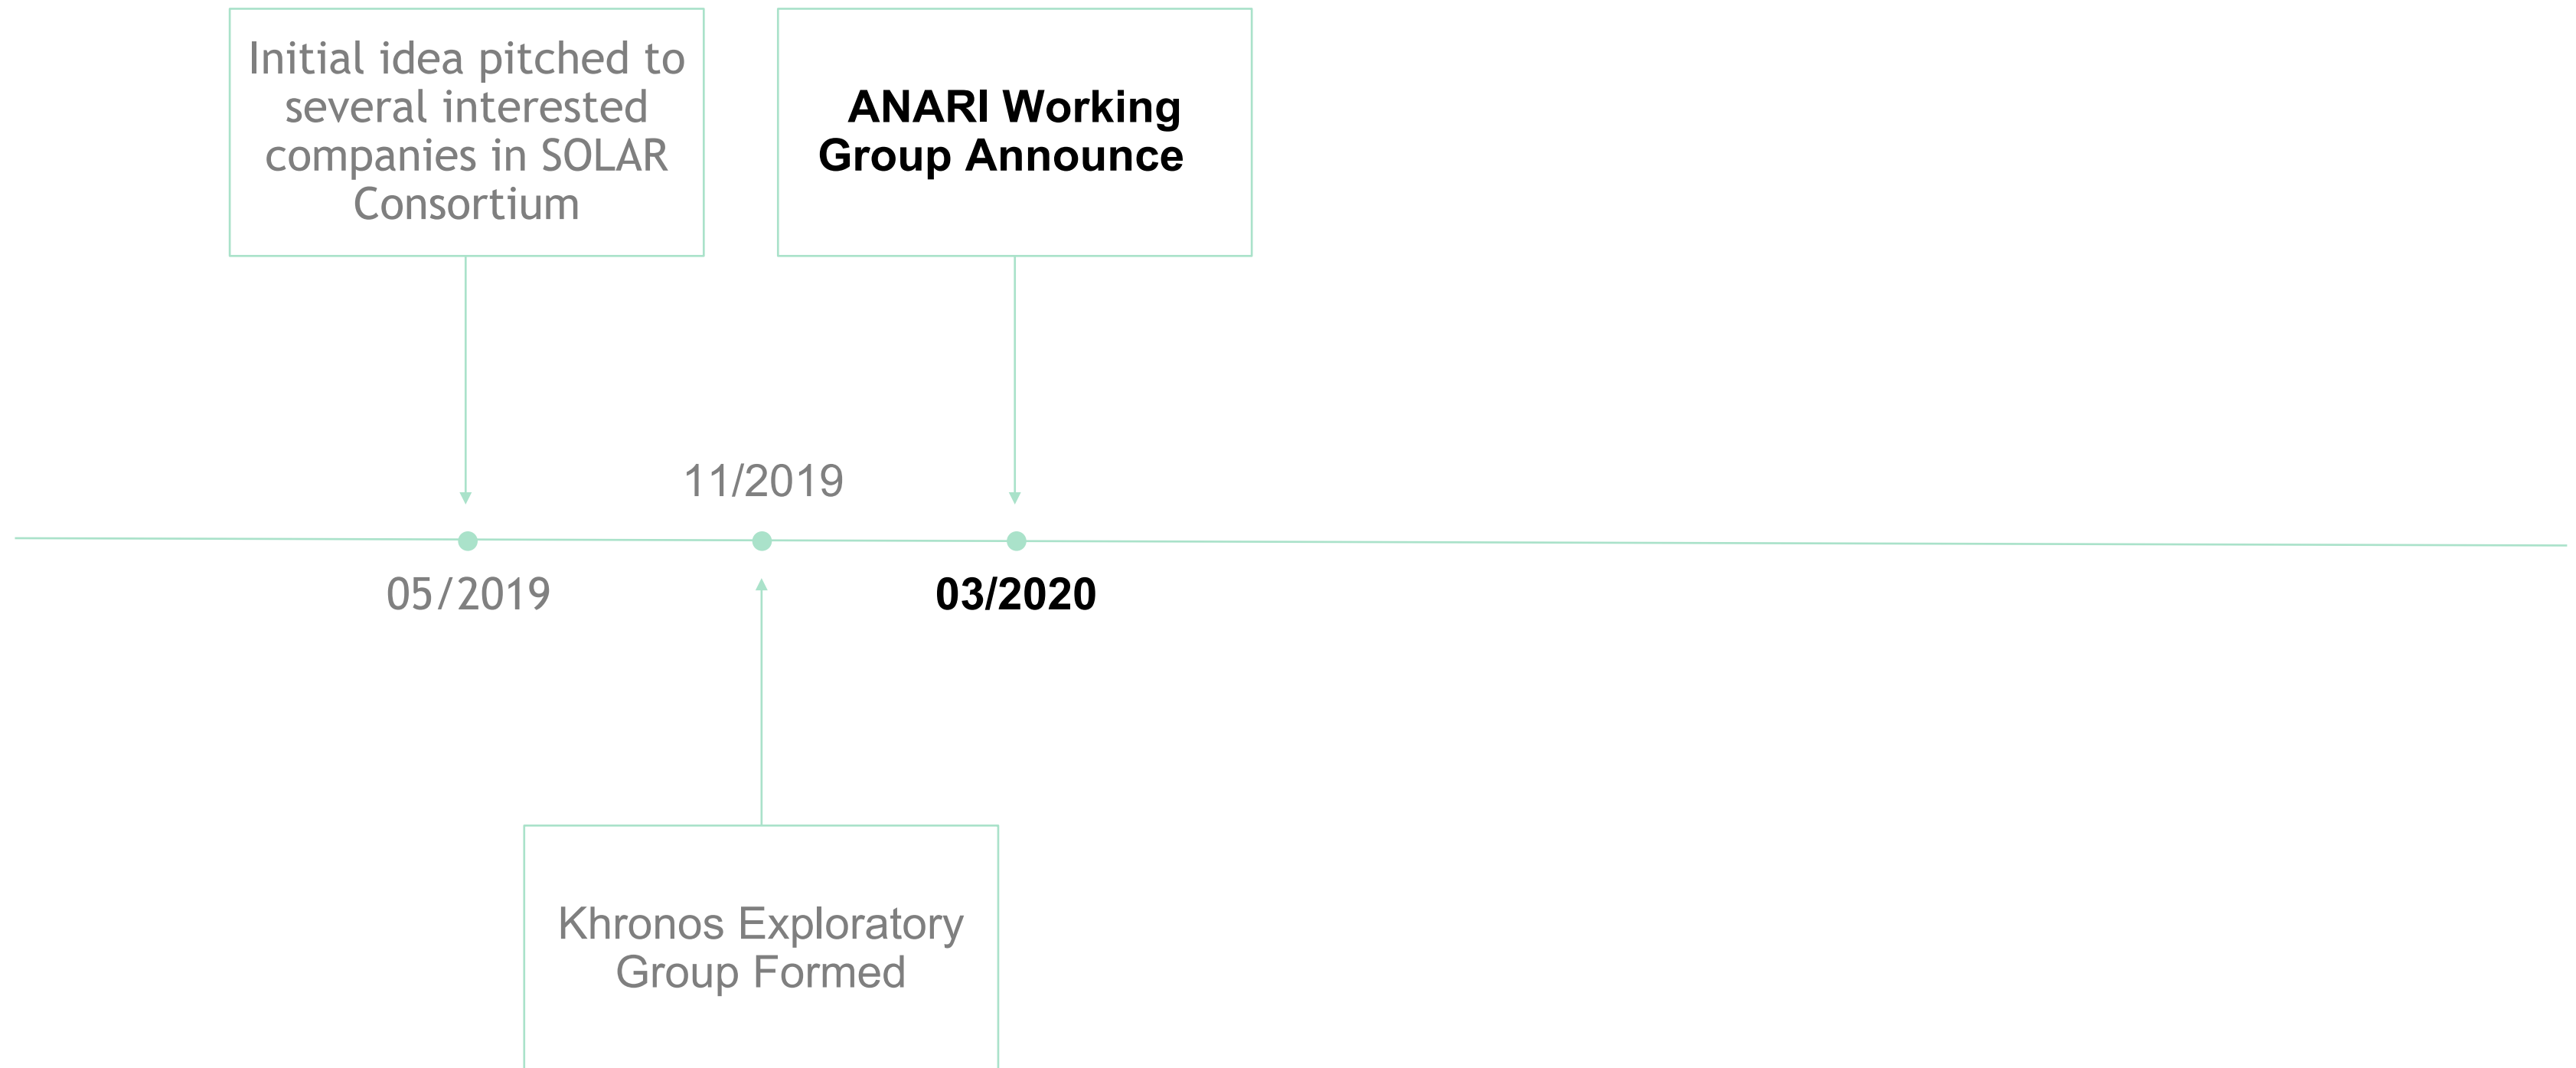 Initial idea pitched to
several interested
companies in SOLAR
Consortium
ANARI Working
Group Announce
11/2019
05/2019
03/2020
Khronos Exploratory
Group Formed